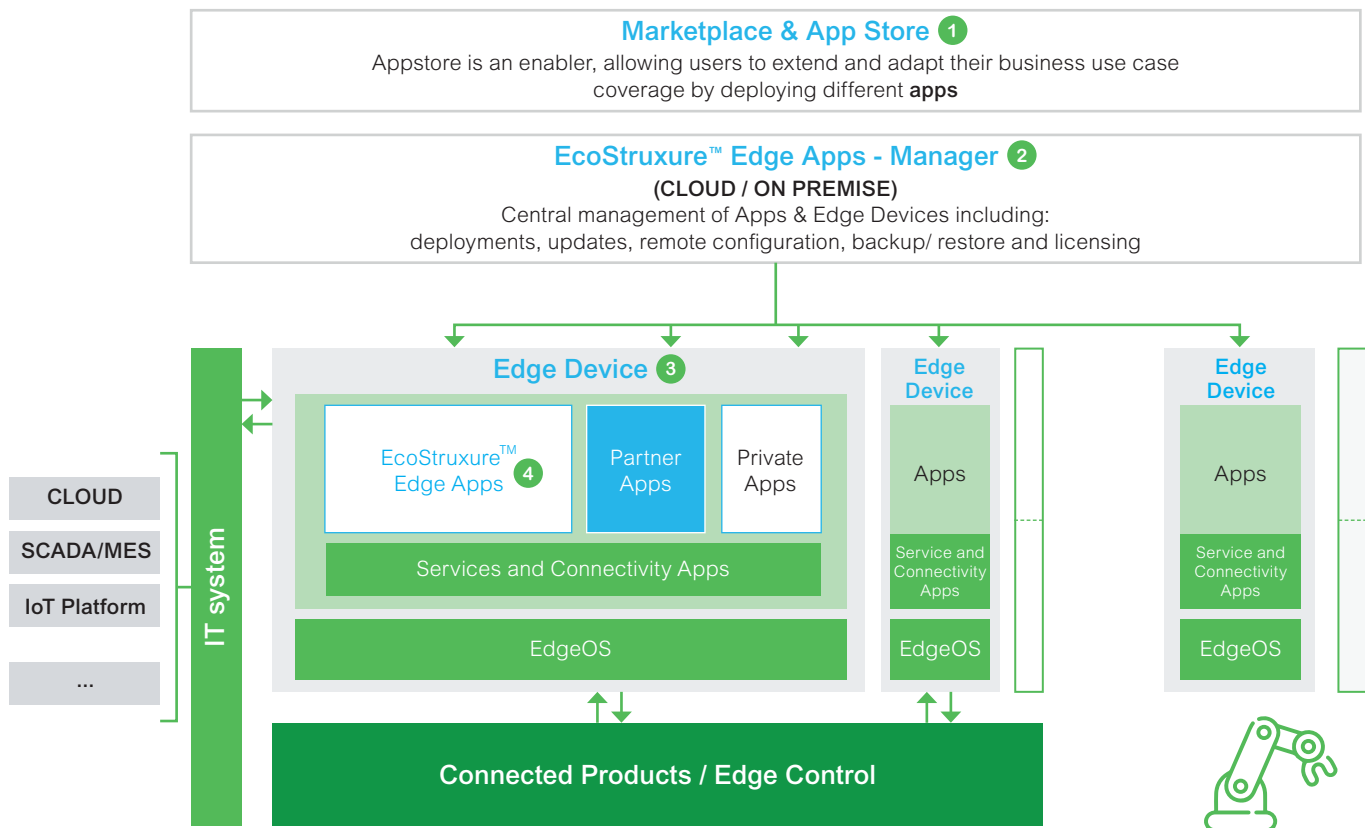 Marketplace & App Store 1
Appstore is an enabler, allowing users to extend and adapt their business use case
coverage by deploying different apps
EcoStruxure™ Edge Apps - Manager 2
(CLOUD / ON PREMISE)
Central management of Apps & Edge Devices including:
deployments, updates, remote configuration, backup/ restore and licensing
CLOUD
SCADA/MES
IoT Platform
...
IT system
Edge Device 3
EcoStruxure™
Edge Apps 4
Partner
Apps
Private
Apps
Services and Connectivity Apps
EdgeOS
Edge
Device
Apps
Service and
Connectivity
Apps
EdgeOS
Edge
Device
Apps
Service and
Connectivity
Apps
EdgeOS
Connected Products / Edge Control